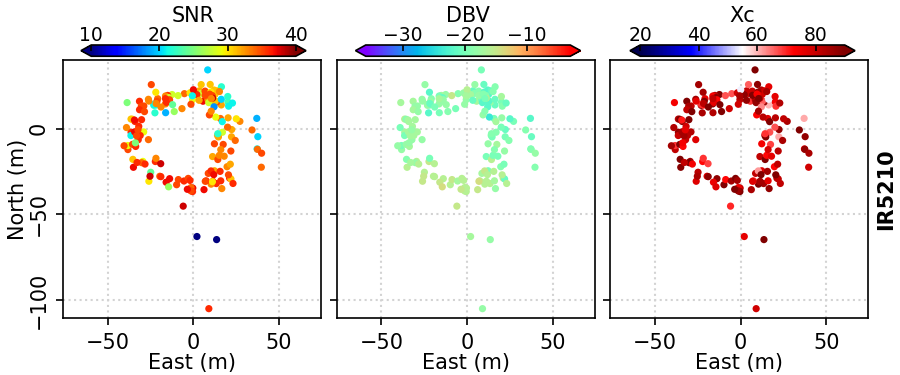 SNR DBV Xc
10 20 30 40 −30 −20 −10 20 40 60 80
0
−50
−100
North (m)
−50 0 50 −50 0 50 −50 0 50
East (m) East (m) East (m)
IR5210